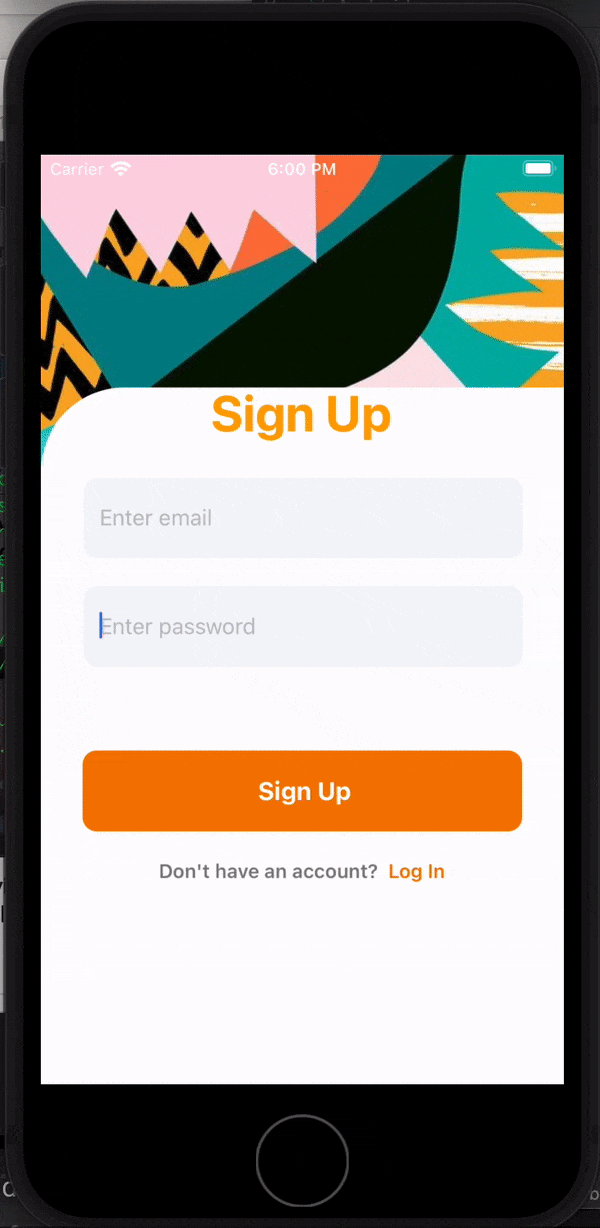 Carrier 6:00 PM
Sign Up
Enter email
Enter password
Sign Up
Don't have an account? Log In